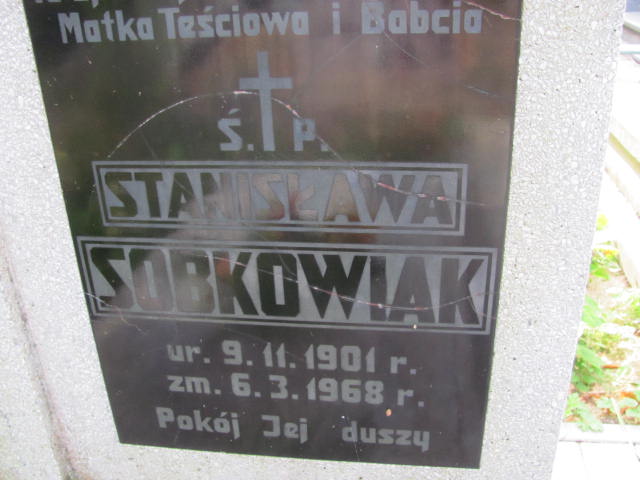 Matka Teściowa i Babcia
Ś. P.
STANISŁAWA
SOBKOWIAK
ur. 9.11.1901 r.
zm. 6.3.1968 r.
Pokój Jej duszy